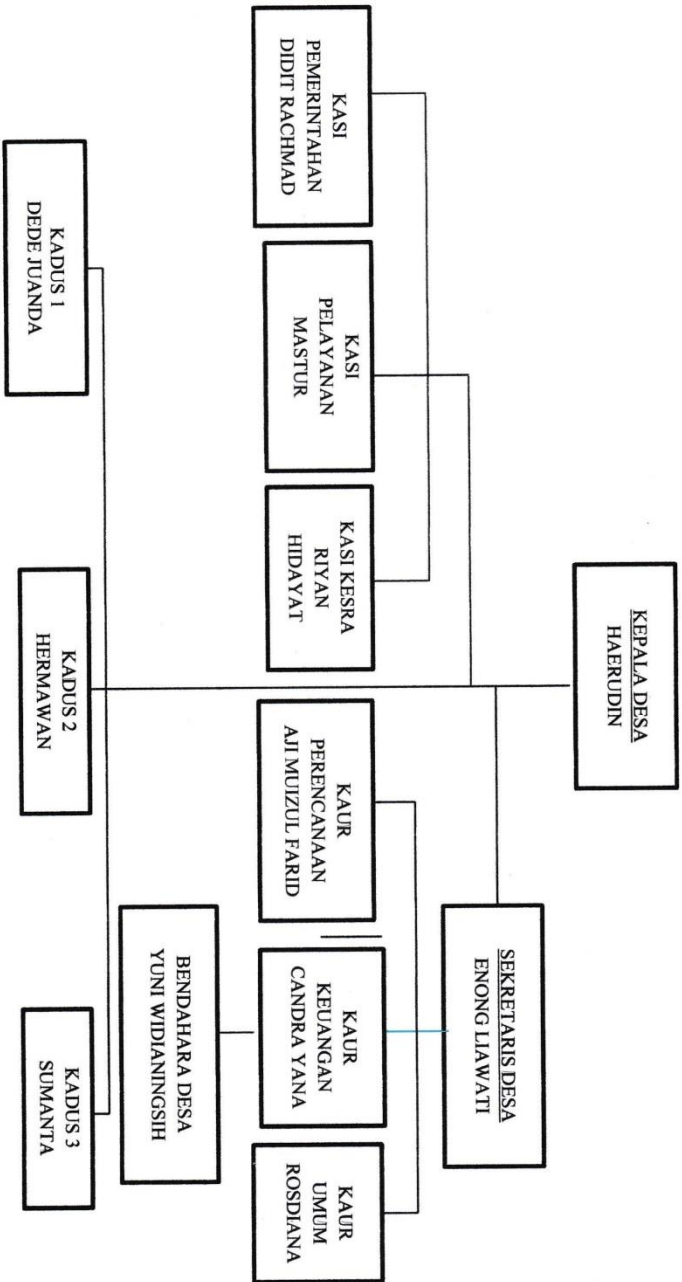 KEPALA DESA
HAERUDIN
SEKRETARIS DESA
ENONG LIAWATI
KASI
PEMERINTAHAN
DIDIT RACHMAD
KASI
PELAYANAN
MASTUR
KASI KESRA
RIYAN
HIDAYAT
KAUR
PERENCANAAN
AJI MUIZUL FARID
KAUR
KEUANGAN
CANDRA YANA
KAUR
UMUM
ROSDIANA
BENDAHARA DESA
YUNI WIDIANINGSIH
KADUS 1
DEDE JUANDA
KADUS 2
HERMAWAN
KADUS 3
SUMANTA